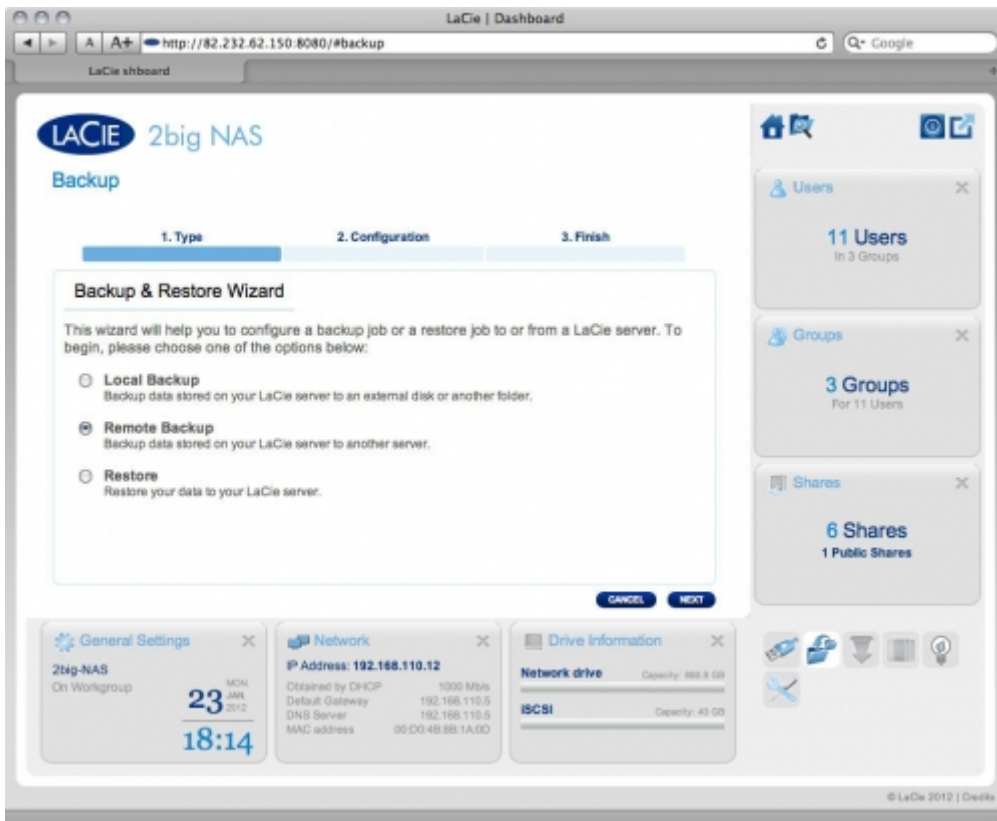 LaCie | Dashboard
A A+ http://82.232.62.150:8080/#backup Google
LaCie shboard
LACIE 2big NAS
Backup
1. Type 2. Configuration 3. Finish
Backup & Restore Wizard
This wizard will help you to configure a backup job or a restore job to or from a LaCie server. To
begin, please choose one of the options below:
Local Backup
Backup data stored on your LaCie server to an external disk or another folder.
Remote Backup
Backup data stored on your LaCie server to another server.
Restore
Restore your data to your LaCie server.
CANCEL NEXT
Users
11 Users
In 3 Groups
Groups
3 Groups
For 11 Users
Shares
6 Shares
1 Public Shares
General Settings
2big-NAS
On Workgroup
MON.
23 JAN.
2012
18:14
Network
IP Address: 192.168.110.12
Obtained by DHCP 1000 Mb/s
Default Gateway 192.168.110.5
DNS Server 192.168.110.5
MAC address 00:D0:4B:8B:1A:0D
Drive Information
Network drive Capacity: GB
iSCSI Capacity: 43 GB
© LaCie 2012 | Credits